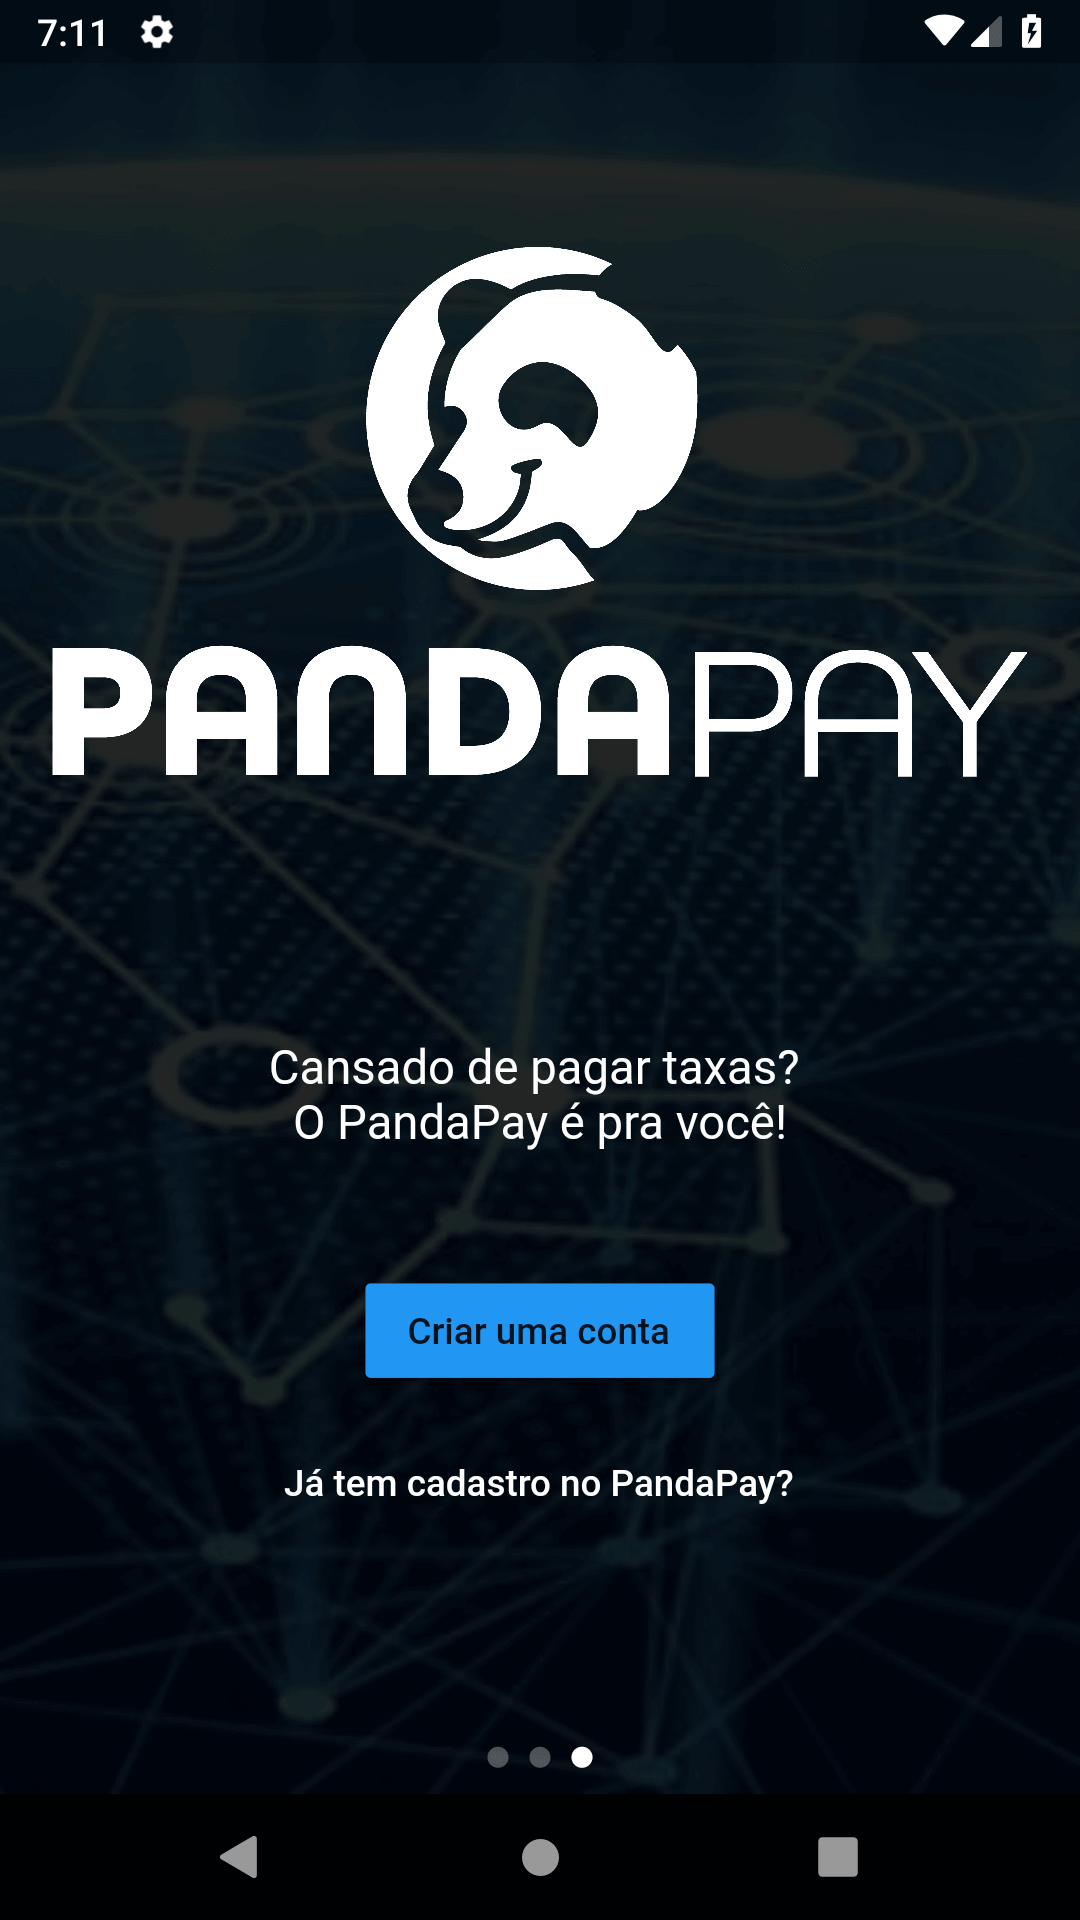 7:11
PANDAPAY
Cansado de pagar taxas?
O PandaPay é pra você!
Criar uma conta
Já tem cadastro no PandaPay?